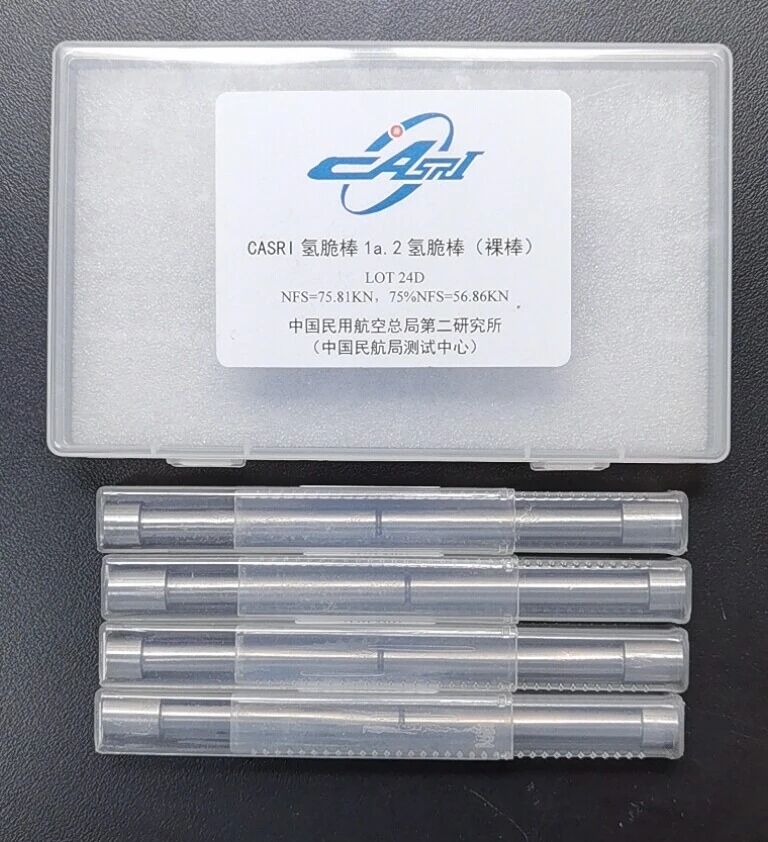 CASRI
CASRI 氢脆棒 1a.2 氢脆棒（裸棒）
LOT 24D
NFS=75.81KN，75%NFS=56.86KN
中国民用航空总局第二研究所
（中国民航局测试中心）